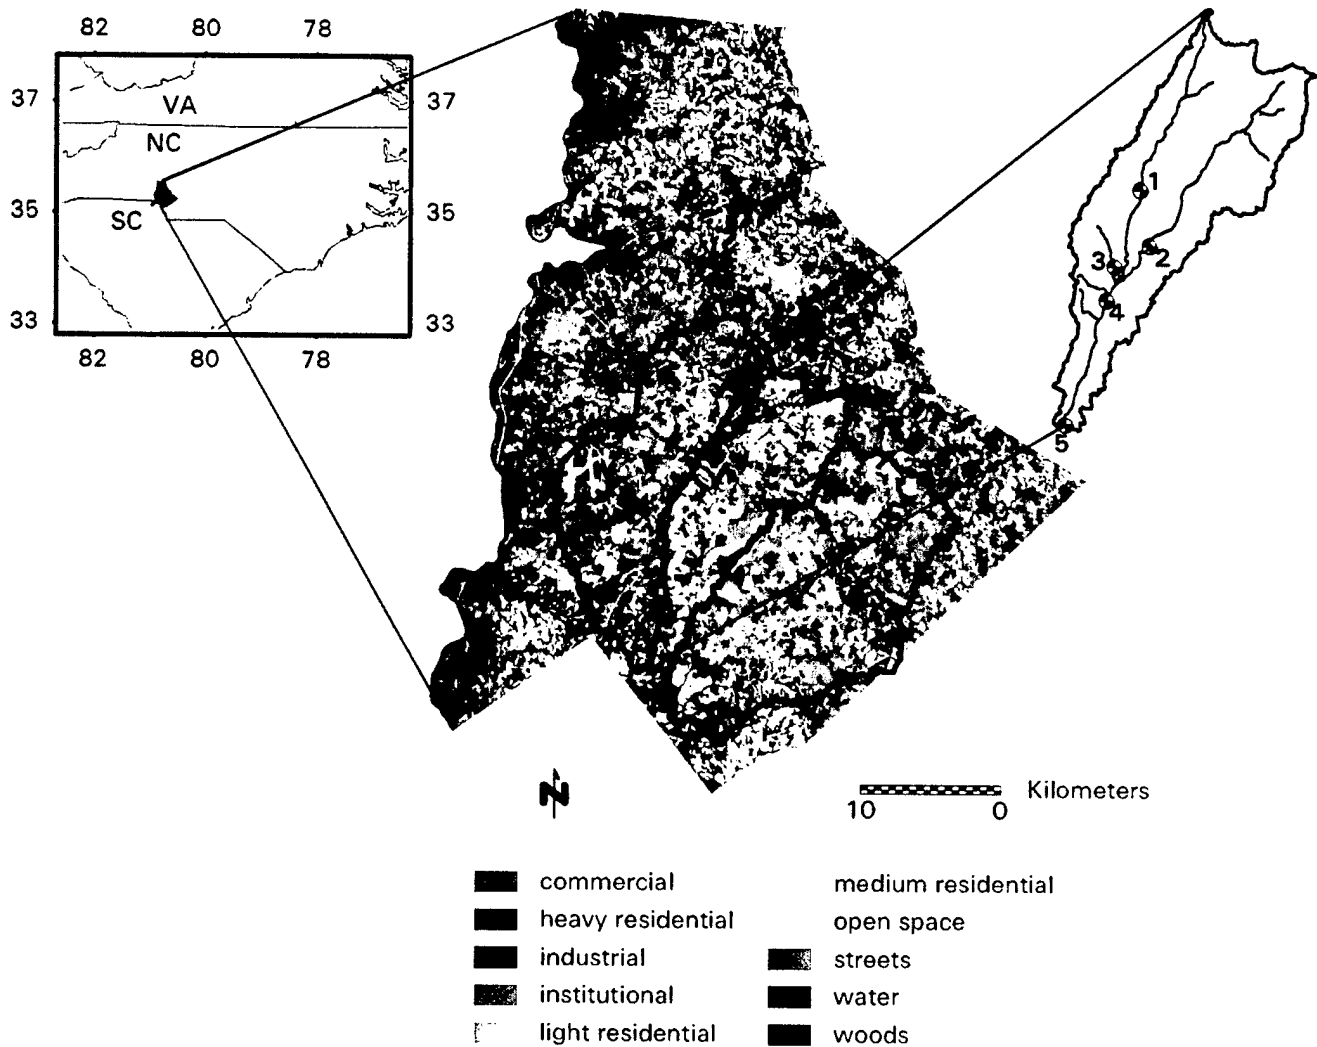 82 80 78
37 VA 37
NC
35 SC 35
33 33
82 80 78
1
2
3
4
5
N
10 0 Kilometers
commercial
heavy residential
industrial
institutional
light residential
medium residential
open space
streets
water
woods